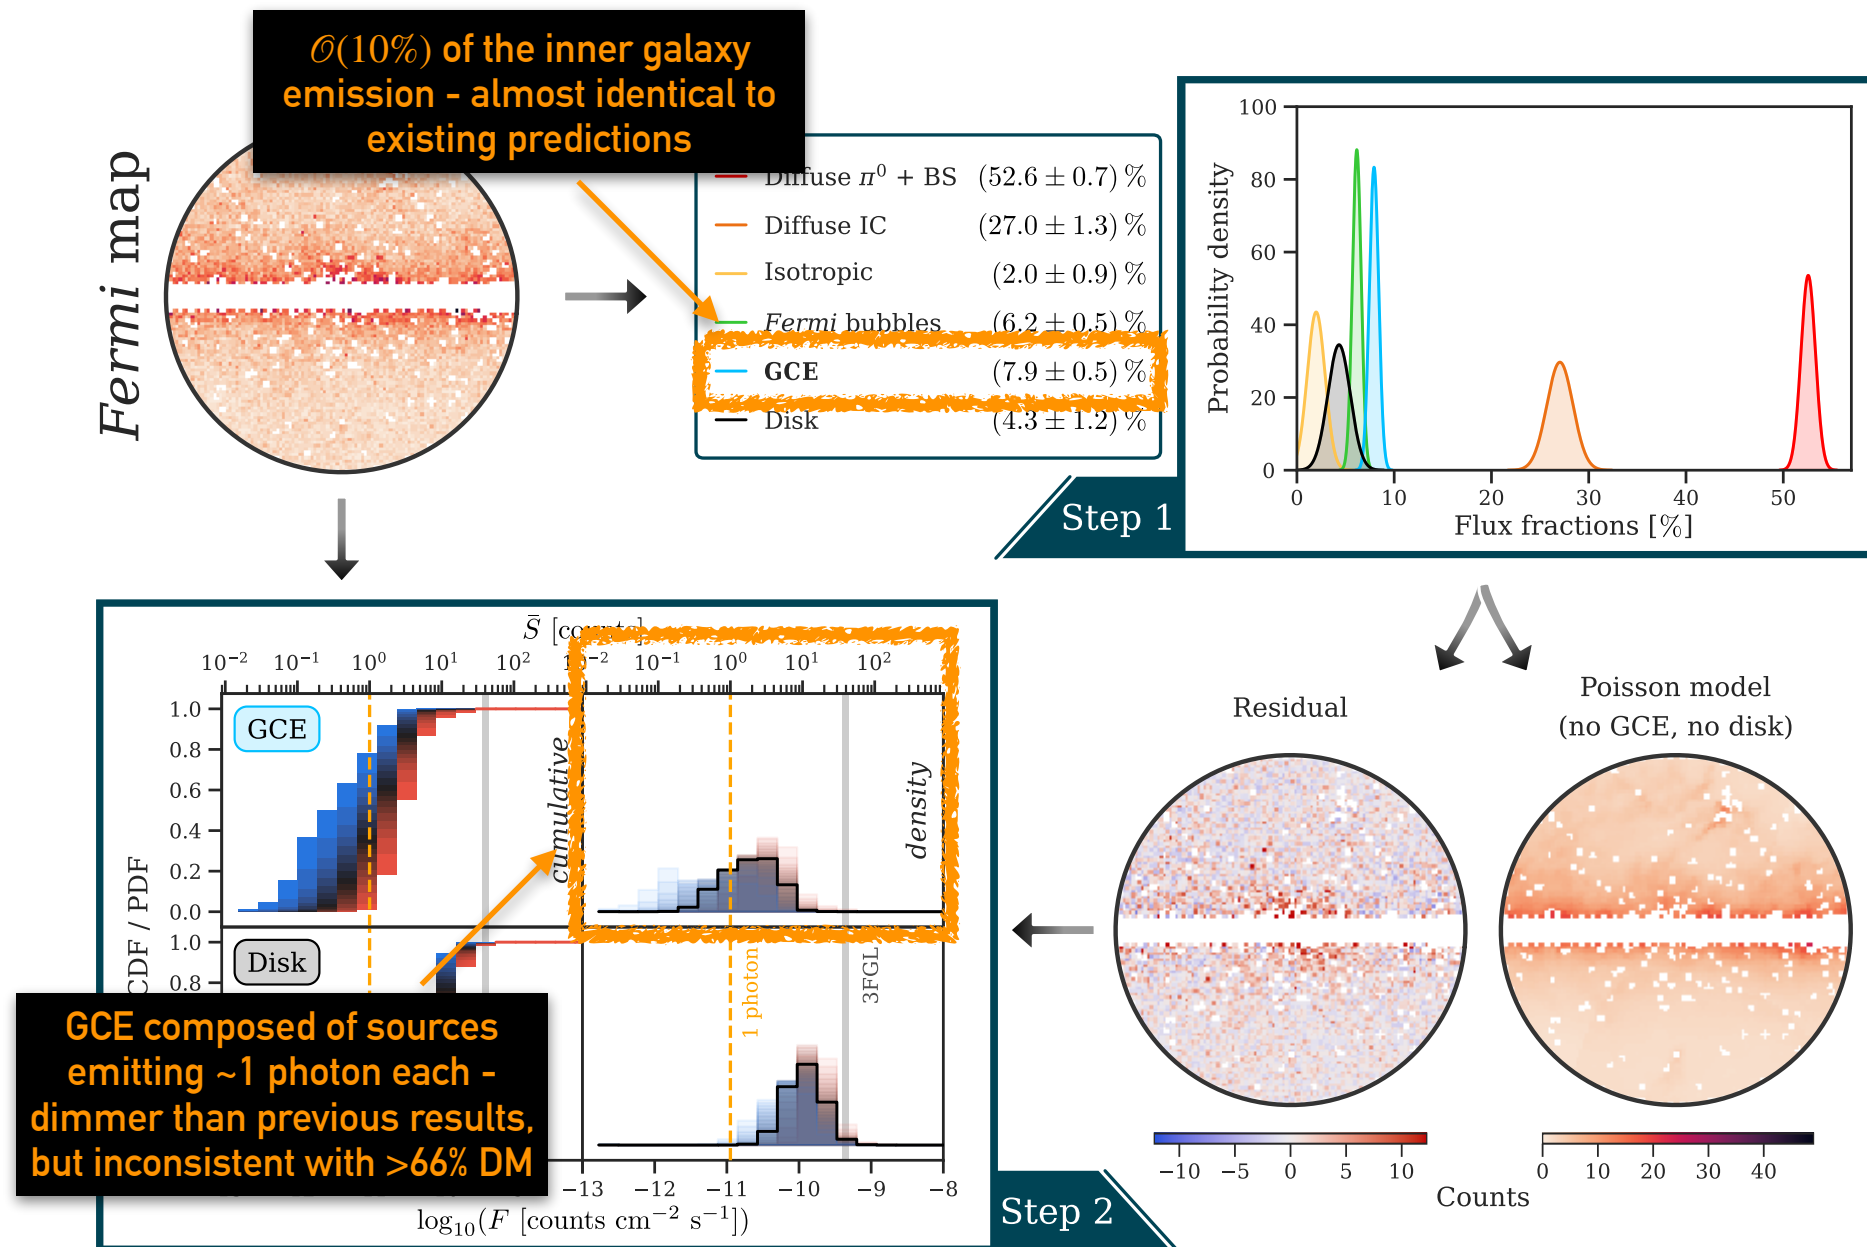 𝒪(10%) of the inner galaxy
emission - almost identical to
existing predictions
Fermi map
Diffuse π⁰ + BS (52.6 ± 0.7) %
Diffuse IC (27.0 ± 1.3) %
Isotropic (2.0 ± 0.9) %
Fermi bubbles (6.2 ± 0.5) %
GCE (7.9 ± 0.5) %
Disk (4.3 ± 1.2) %
Probability density
100
80
60
40
20
0
0 10 20 30 40 50
Flux fractions [%]
Step 1
S̄ [counts]
10⁻² 10⁻¹ 10⁰ 10¹ 10² 10⁻² 10⁻¹ 10⁰ 10¹ 10²
GCE
cumulative
density
1.0
0.8
0.6
0.4
0.2
0.0
CDF / PDF
Disk
1.0
0.8
1 photon
3FGL
GCE composed of sources
emitting ~1 photon each -
dimmer than previous results,
but inconsistent with >66% DM
−13 −12 −11 −10 −9 −8
log₁₀(F [counts cm⁻² s⁻¹])
Step 2
Residual
Poisson model
(no GCE, no disk)
−10 −5 0 5 10
0 10 20 30 40
Counts